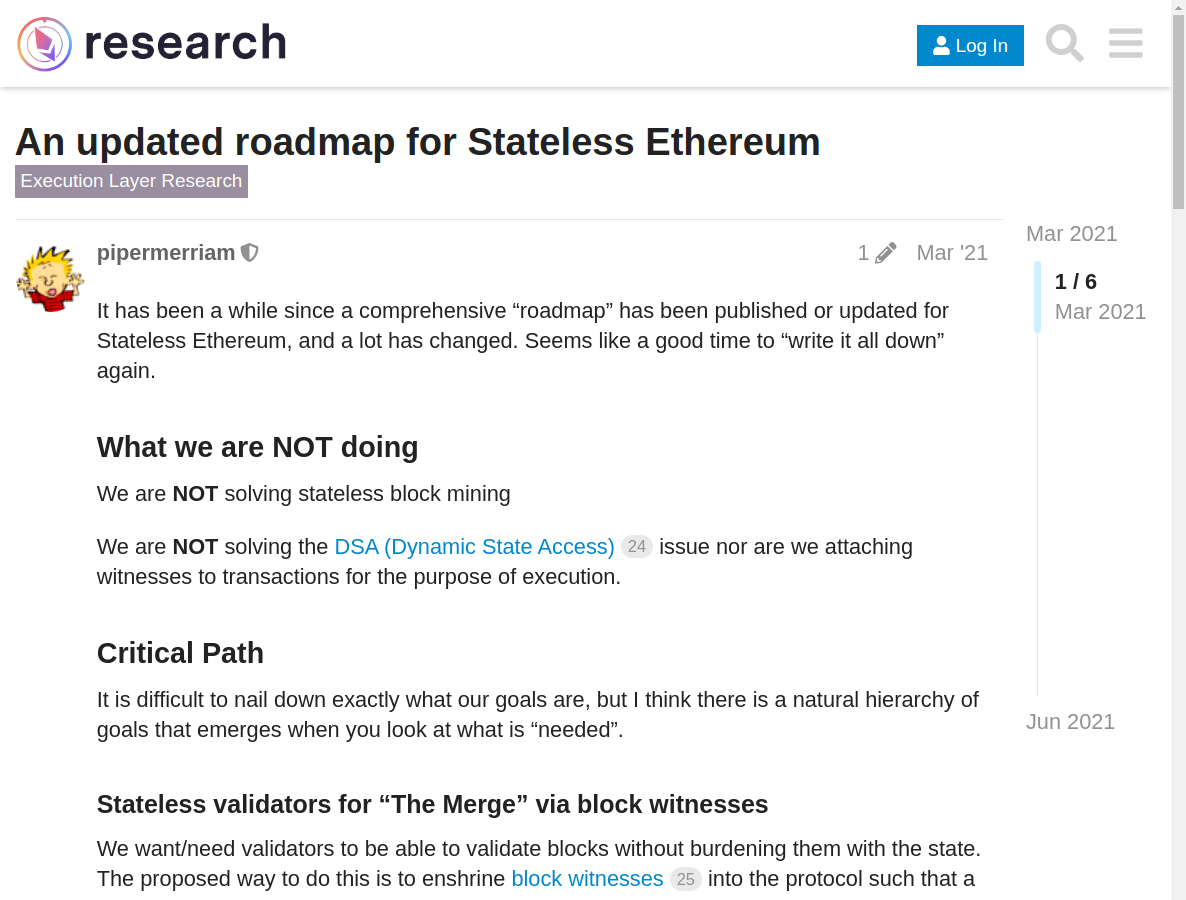 research
Log In
An updated roadmap for Stateless Ethereum
Execution Layer Research
pipermerriam
1
Mar '21
It has been a while since a comprehensive “roadmap” has been published or updated for
Stateless Ethereum, and a lot has changed. Seems like a good time to “write it all down”
again.
What we are NOT doing
We are NOT solving stateless block mining
We are NOT solving the DSA (Dynamic State Access) 24 issue nor are we attaching
witnesses to transactions for the purpose of execution.
Critical Path
It is difficult to nail down exactly what our goals are, but I think there is a natural hierarchy of
goals that emerges when you look at what is “needed”.
Stateless validators for “The Merge” via block witnesses
We want/need validators to be able to validate blocks without burdening them with the state.
The proposed way to do this is to enshrine block witnesses 25 into the protocol such that a
Mar 2021
1 / 6
Mar 2021
Jun 2021